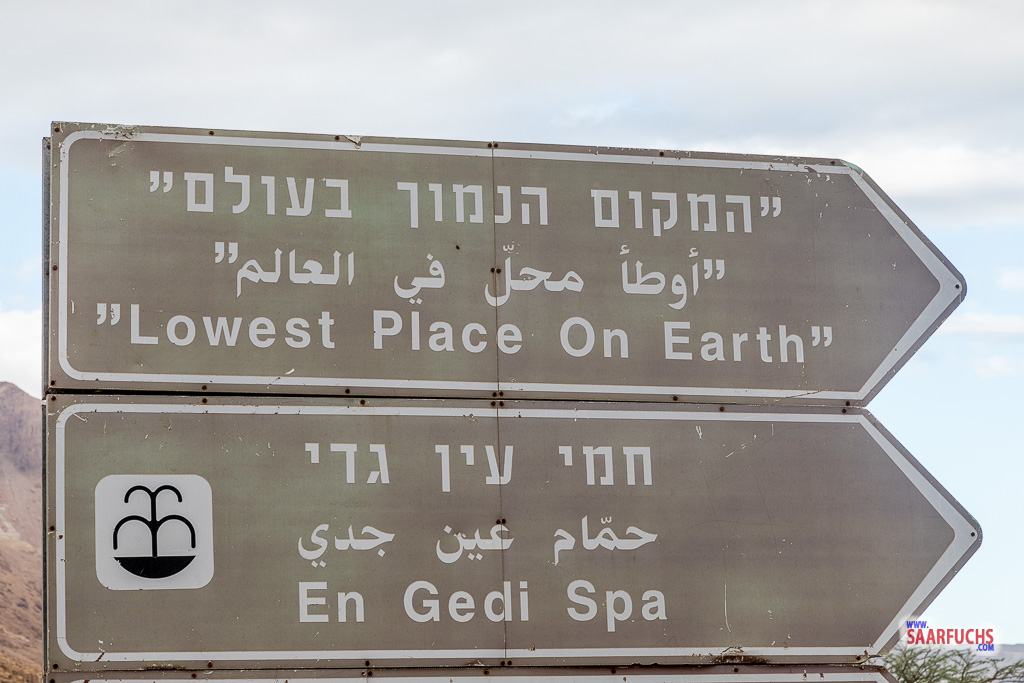 "המקום הנמוך בעולם"
"أوطأ محلّ في العالم"
"Lowest Place On Earth"
חמי עין גדי
حمّام عين جدي
En Gedi Spa
www.
SAARFUCHS
.COM